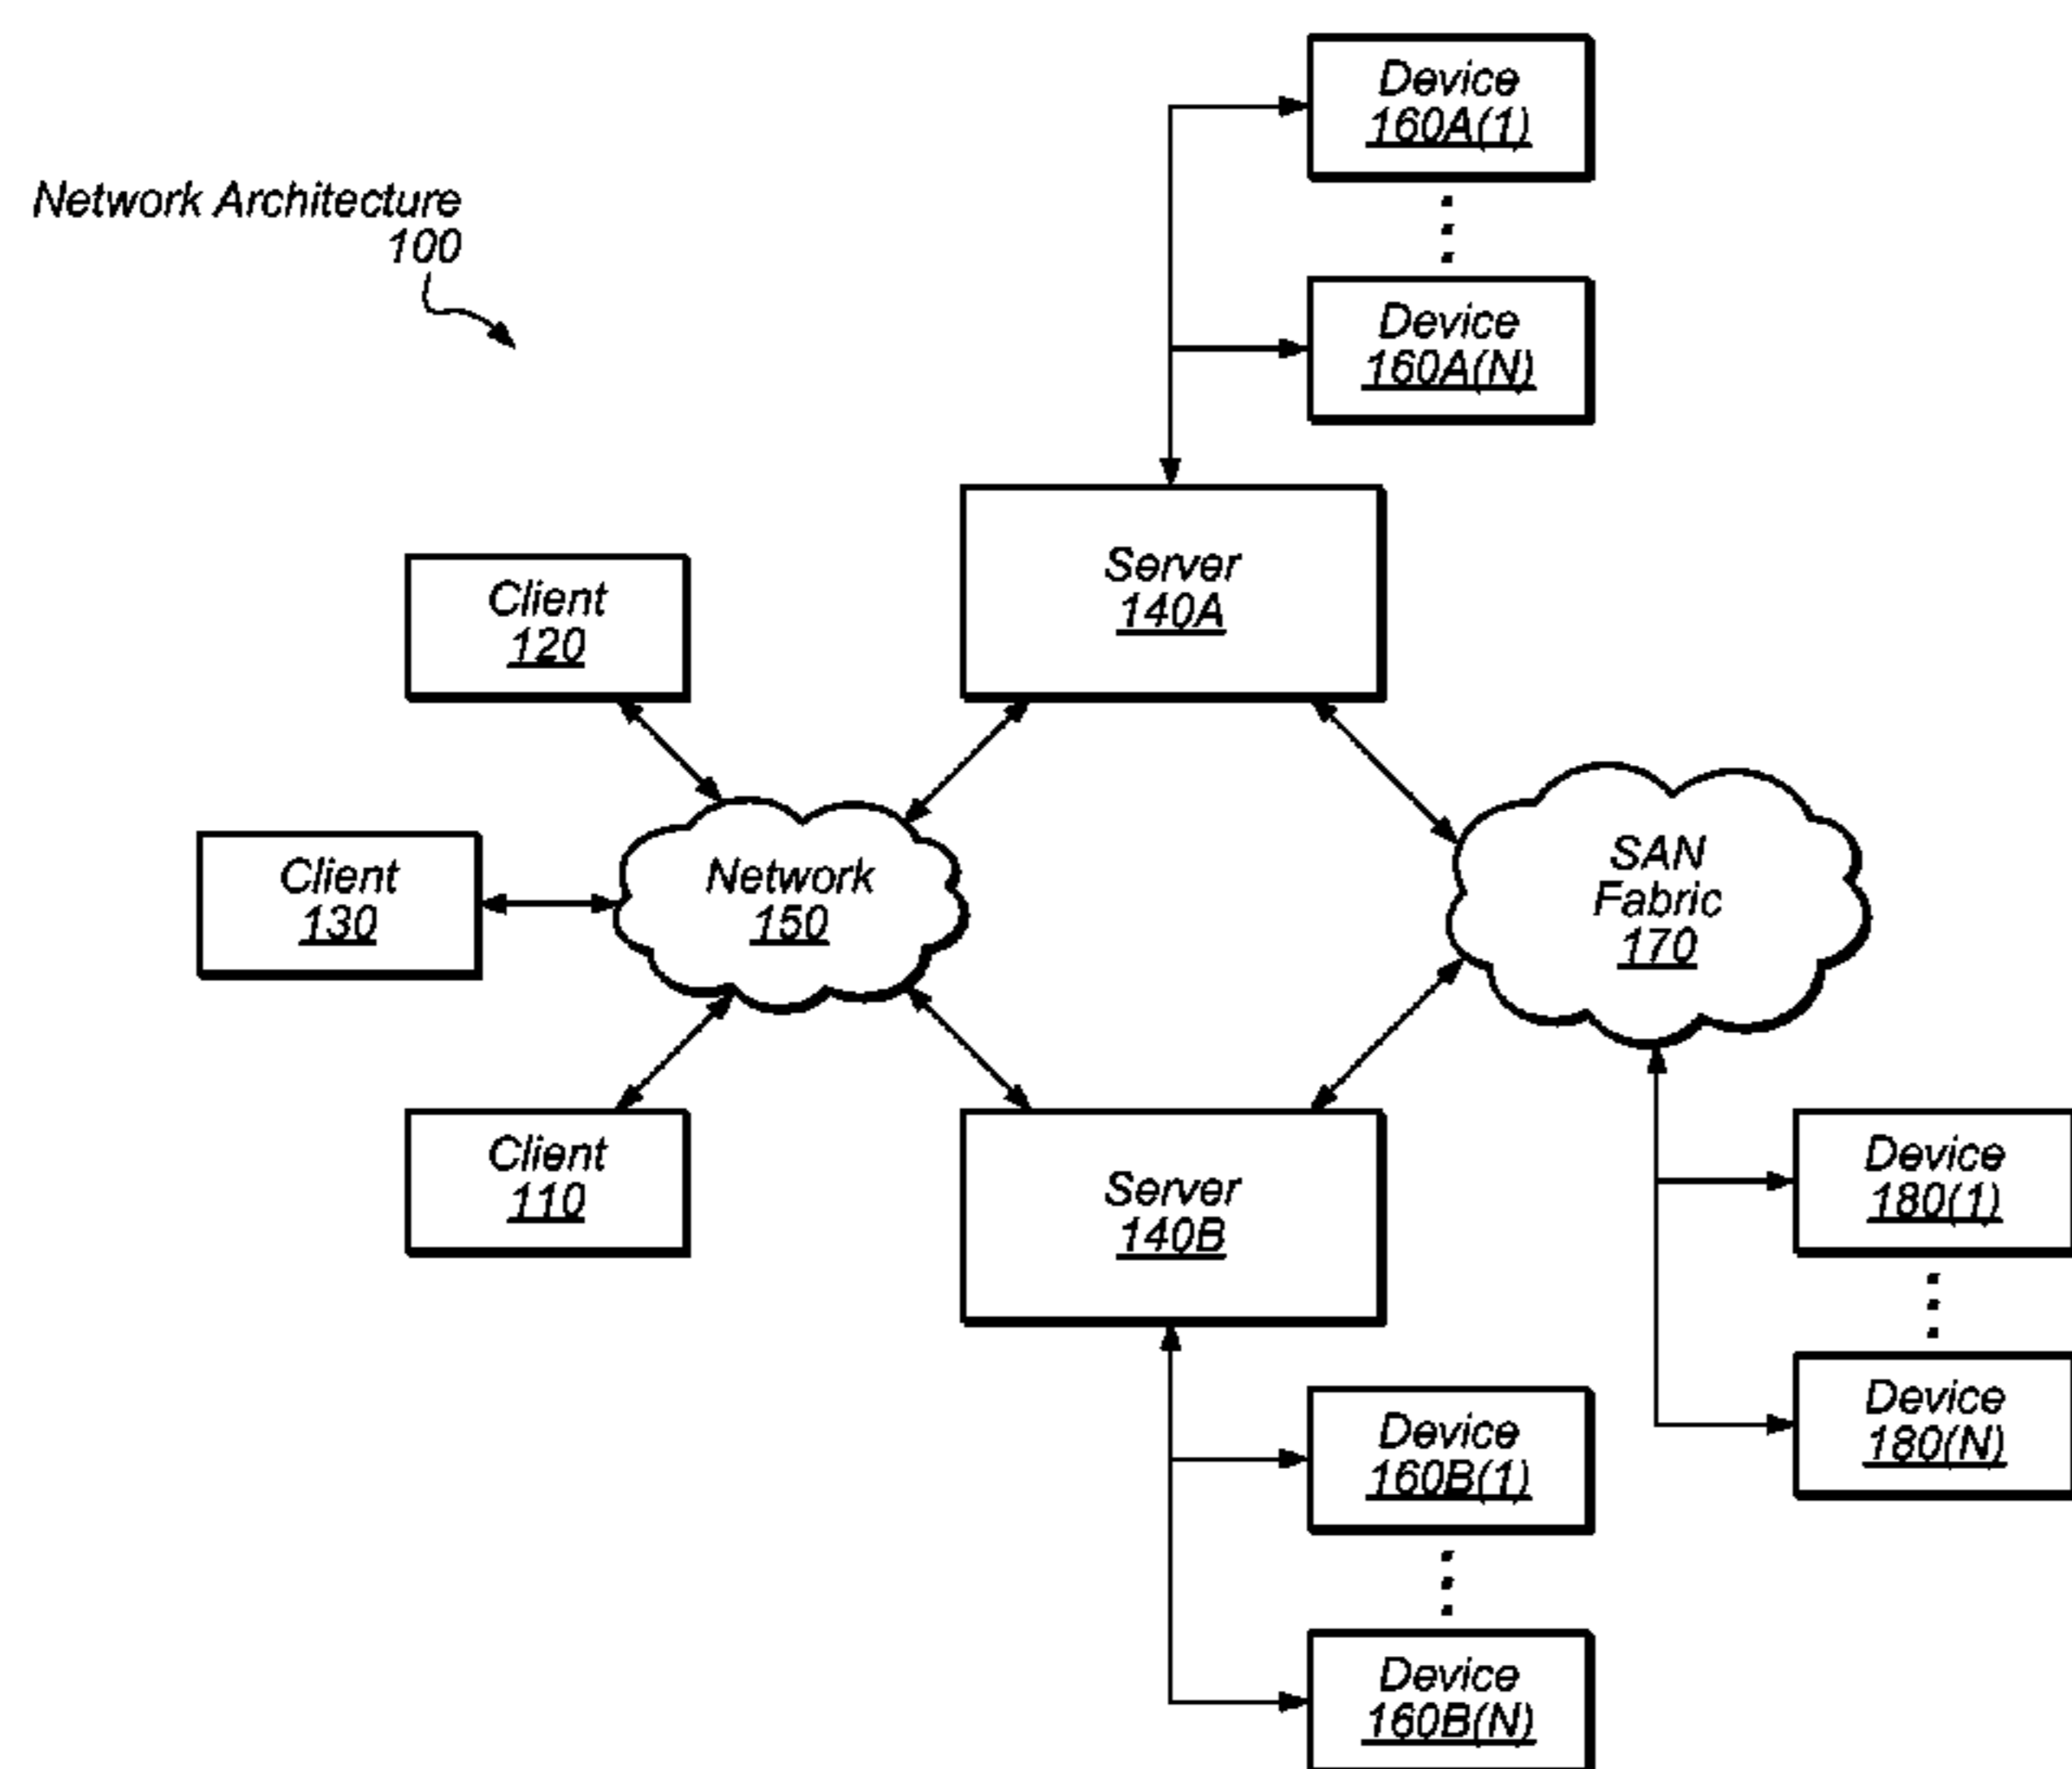 Device
160A(1)
Network Architecture
100
Device
160A(N)
Server
140A
Client
120
Client
130
Network
150
SAN
Fabric
170
Client
110
Server
140B
Device
180(1)
Device
180(N)
Device
160B(1)
Device
160B(N)